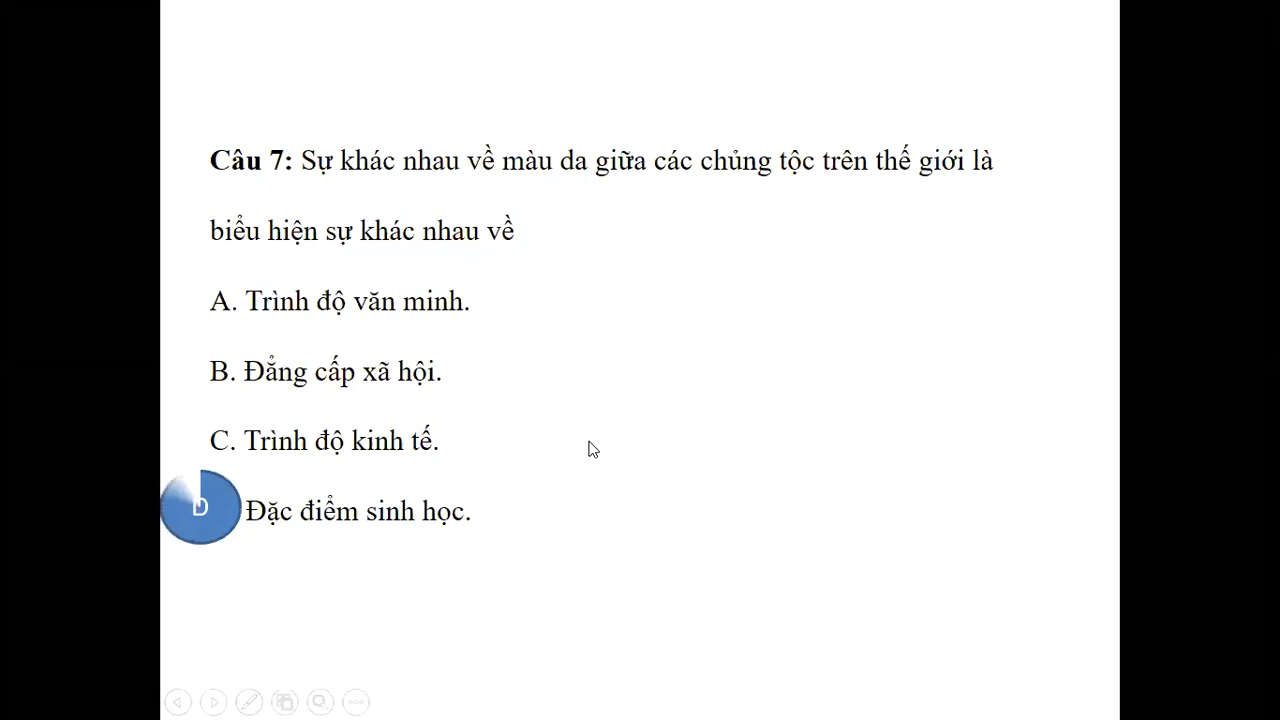 Câu 7: Sự khác nhau về màu da giữa các chủng tộc trên thế giới là
biểu hiện sự khác nhau về
A. Trình độ văn minh.
B. Đẳng cấp xã hội.
C. Trình độ kinh tế.
D Đặc điểm sinh học.